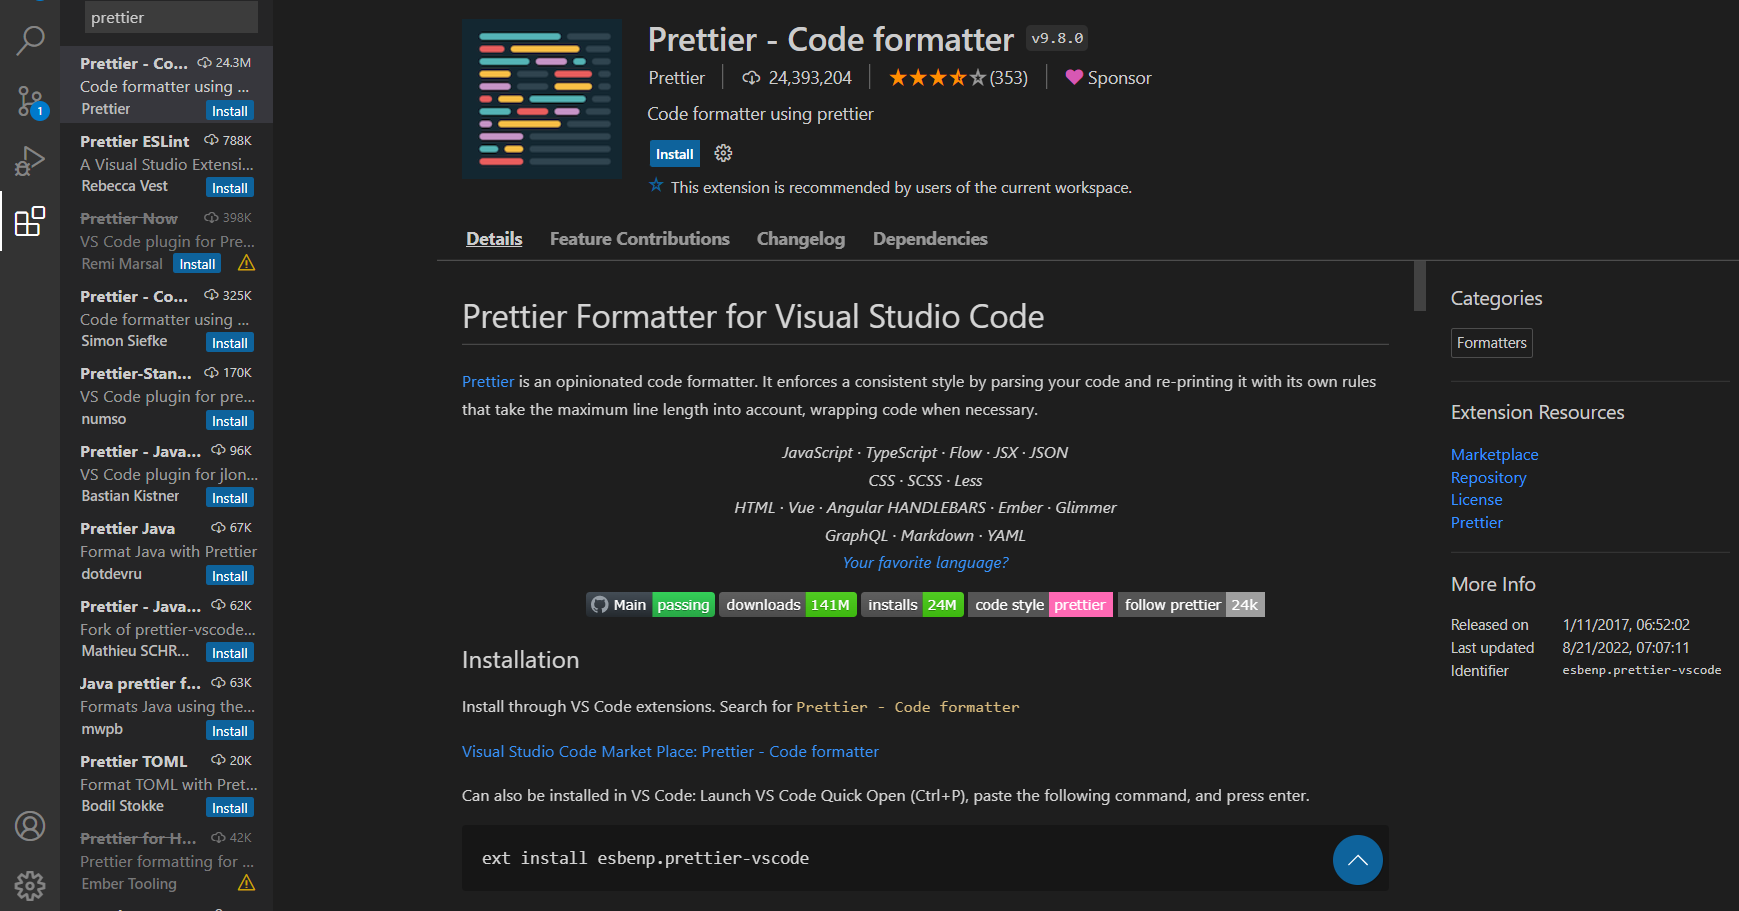 prettier
Prettier - Co... 24.3M
Code formatter using ...
Prettier Install
Prettier ESLint 788K
A Visual Studio Extensi...
Rebecca Vest Install
Prettier Now 398K
VS Code plugin for Pre...
Remi Marsal Install
Prettier - Co... 325K
Code formatter using ...
Simon Siefke Install
Prettier-Stan... 170K
VS Code plugin for pre...
numso Install
Prettier - Java... 96K
VS Code plugin for jlon...
Bastian Kistner Install
Prettier Java 67K
Format Java with Prettier
dotdevru Install
Prettier - Java... 62K
Fork of prettier-vscode...
Mathieu SCHR... Install
Java prettier f... 63K
Formats Java using the...
mwpb Install
Prettier TOML 20K
Format TOML with Pret...
Bodil Stokke Install
Prettier for H... 42K
Prettier formatting for ...
Ember Tooling
1
Prettier - Code formatter v9.8.0
Prettier 24,393,204 (353) Sponsor
Code formatter using prettier
Install
This extension is recommended by users of the current workspace.
Details Feature Contributions Changelog Dependencies
Prettier Formatter for Visual Studio Code
Prettier is an opinionated code formatter. It enforces a consistent style by parsing your code and re-printing it with its own rules
that take the maximum line length into account, wrapping code when necessary.
JavaScript · TypeScript · Flow · JSX · JSON
CSS · SCSS · Less
HTML · Vue · Angular HANDLEBARS · Ember · Glimmer
GraphQL · Markdown · YAML
Your favorite language?
Main passing downloads 141M installs 24M code style prettier follow prettier 24k
Installation
Install through VS Code extensions. Search for Prettier - Code formatter
Visual Studio Code Market Place: Prettier - Code formatter
Can also be installed in VS Code: Launch VS Code Quick Open (Ctrl+P), paste the following command, and press enter.
ext install esbenp.prettier-vscode
Categories
Formatters
Extension Resources
Marketplace
Repository
License
Prettier
More Info
Released on 1/11/2017, 06:52:02
Last updated 8/21/2022, 07:07:11
Identifier esbenp.prettier-vscode